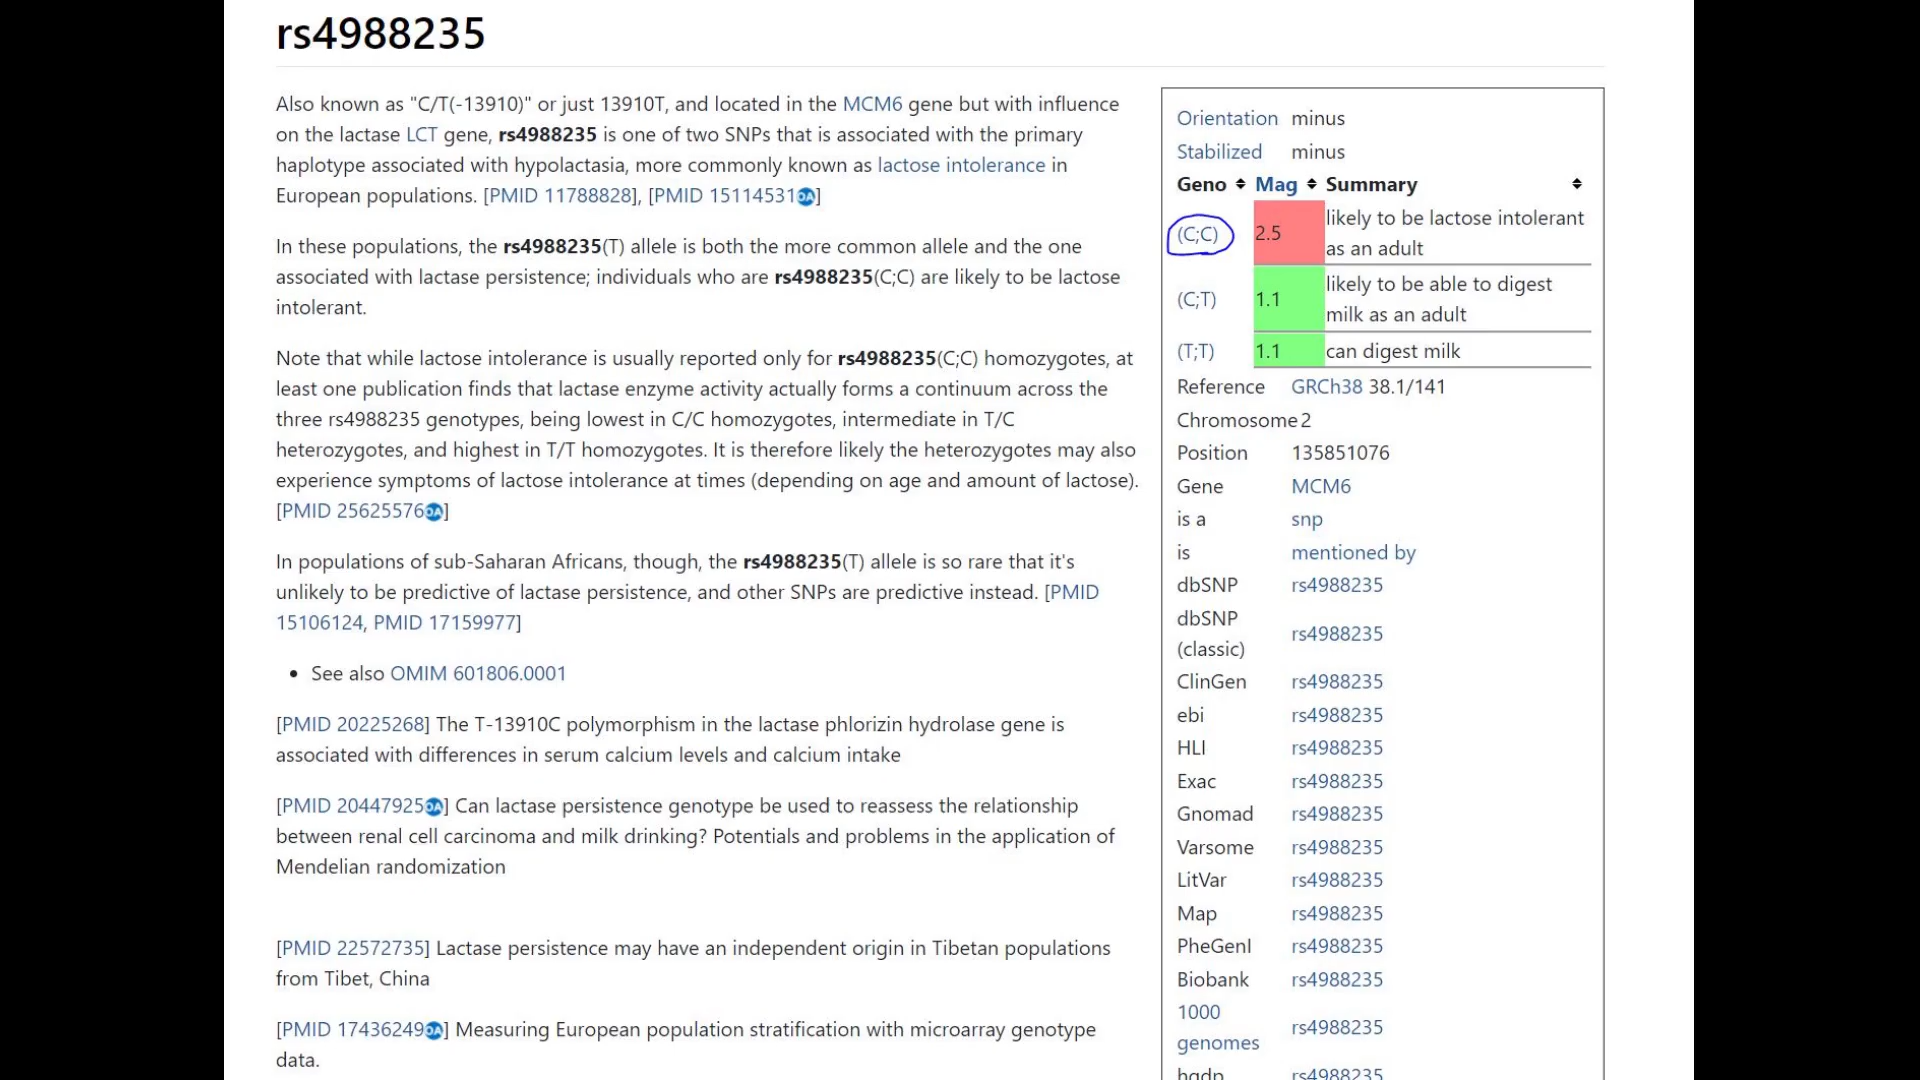 rs4988235
Also known as "C/T(-13910)" or just 13910T, and located in the MCM6 gene but with influence
on the lactase LCT gene, rs4988235 is one of two SNPs that is associated with the primary
haplotype associated with hypolactasia, more commonly known as lactose intolerance in
European populations. [PMID 11788828], [PMID 15114531OA]
In these populations, the rs4988235(T) allele is both the more common allele and the one
associated with lactase persistence; individuals who are rs4988235(C;C) are likely to be lactose
intolerant.
Note that while lactose intolerance is usually reported only for rs4988235(C;C) homozygotes, at
least one publication finds that lactase enzyme activity actually forms a continuum across the
three rs4988235 genotypes, being lowest in C/C homozygotes, intermediate in T/C
heterozygotes, and highest in T/T homozygotes. It is therefore likely the heterozygotes may also
experience symptoms of lactose intolerance at times (depending on age and amount of lactose).
[PMID 25625576OA]
In populations of sub-Saharan Africans, though, the rs4988235(T) allele is so rare that it's
unlikely to be predictive of lactase persistence, and other SNPs are predictive instead. [PMID
15106124, PMID 17159977]
• See also OMIM 601806.0001
[PMID 20225268] The T-13910C polymorphism in the lactase phlorizin hydrolase gene is
associated with differences in serum calcium levels and calcium intake
[PMID 20447925OA] Can lactase persistence genotype be used to reassess the relationship
between renal cell carcinoma and milk drinking? Potentials and problems in the application of
Mendelian randomization
[PMID 22572735] Lactase persistence may have an independent origin in Tibetan populations
from Tibet, China
[PMID 17436249OA] Measuring European population stratification with microarray genotype
data.
Orientation minus
Stabilized minus
Geno Mag Summary
(C;C) 2.5 likely to be lactose intolerant
as an adult
(C;T) 1.1 likely to be able to digest
milk as an adult
(T;T) 1.1 can digest milk
Reference GRCh38 38.1/141
Chromosome 2
Position 135851076
Gene MCM6
is a snp
is mentioned by
dbSNP rs4988235
dbSNP
(classic) rs4988235
ClinGen rs4988235
ebi rs4988235
HLI rs4988235
Exac rs4988235
Gnomad rs4988235
Varsome rs4988235
LitVar rs4988235
Map rs4988235
PheGenI rs4988235
Biobank rs4988235
1000
genomes rs4988235
hgdp rs4988235